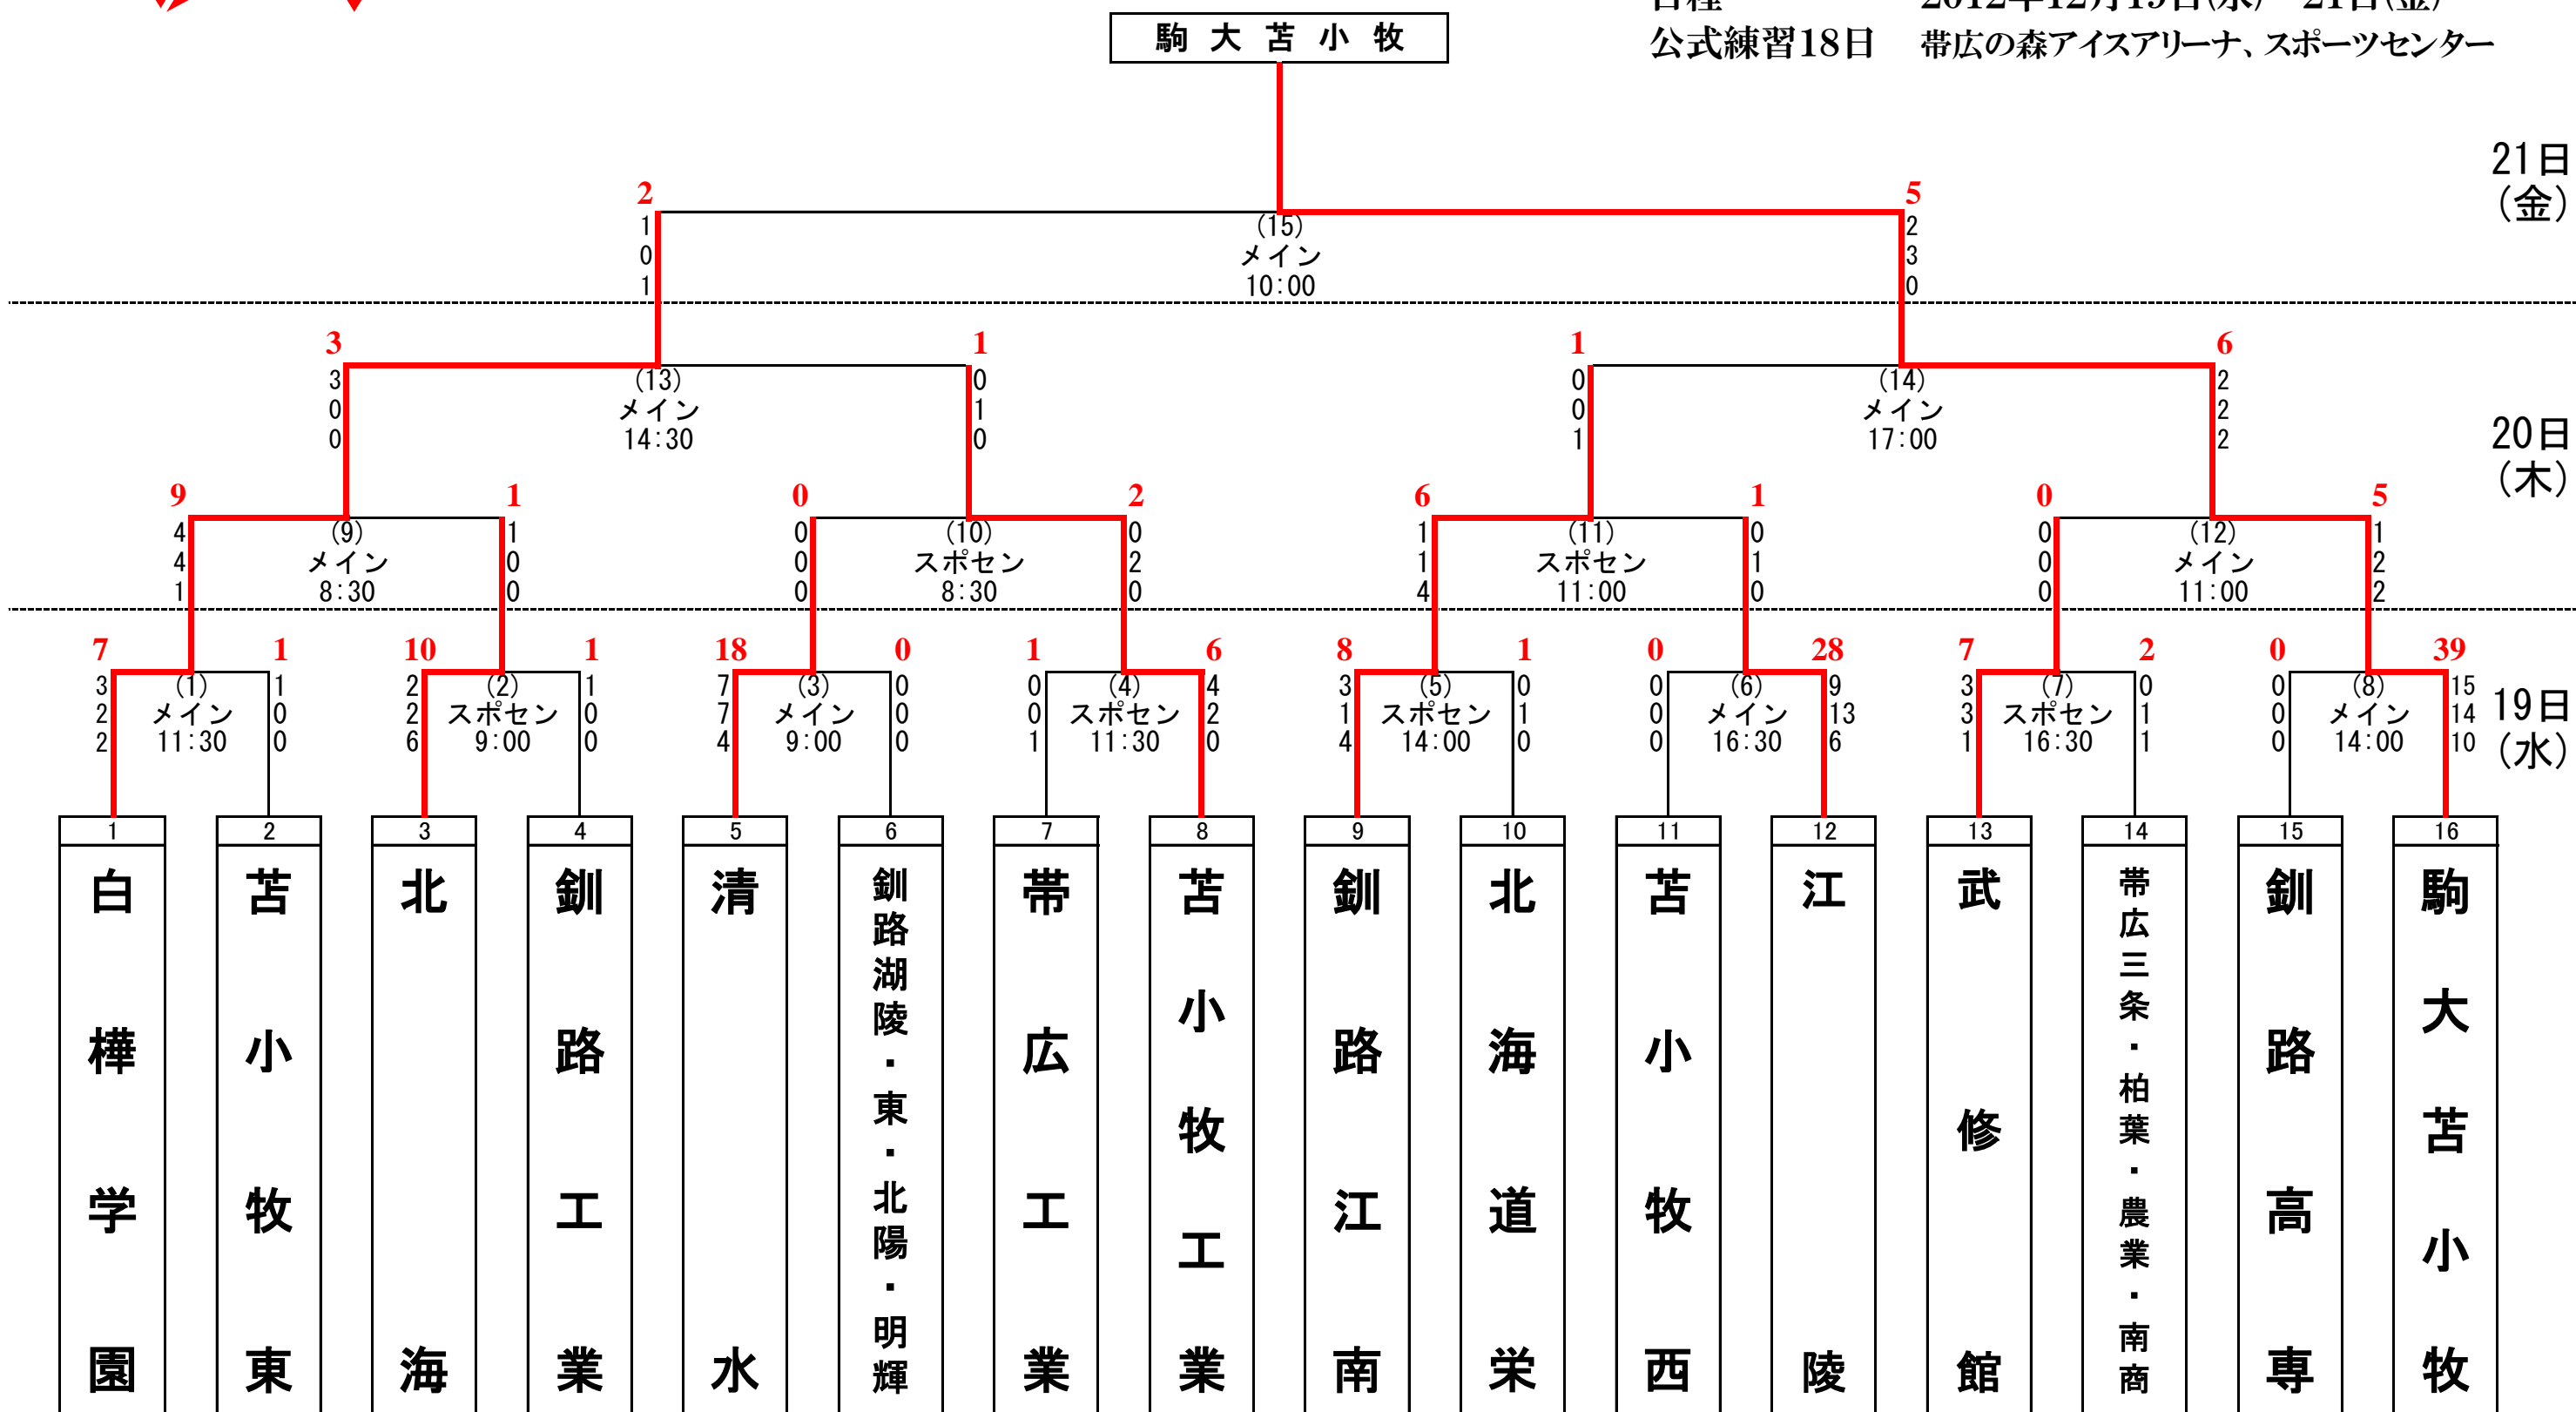 駒大苫小牧
公式練習18日 帯広の森アイスアリーナ、スポーツセンター
21日
(金)
2 5
1 (15) 2
0 メイン 3
1 10:00 0
3 1 1 6
3 (13) 0 0 (14) 2
0 メイン 1 0 メイン 2
0 14:30 0 1 17:00 2
20日
(木)
9 1 0 2 6 1 0 5
4 (9) 1 0 (10) 0 1 (11) 0 0 (12) 1
4 メイン 0 0 スポセン 2 1 スポセン 1 0 メイン 2
1 8:30 0 0 8:30 0 4 11:00 0 0 11:00 2
7 1 10 1 18 0 1 6 8 1 0 28 7 2 0 39
3 (1) 1 2 (2) 1 7 (3) 0 0 (4) 4 3 (5) 0 0 (6) 9 3 (7) 0 0 (8) 15
2 メイン 0 2 スポセン 0 7 メイン 0 0 スポセン 2 1 スポセン 1 0 メイン 13 3 スポセン 1 0 メイン 14
2 11:30 0 6 9:00 0 4 9:00 0 1 11:30 0 4 14:00 0 0 16:30 6 1 16:30 1 0 14:00 10
19日
(水)
1 2 3 4 5 6 7 8 9 10 11 12 13 14 15 16
白樺学園
苫小牧東
北海
釧路工業
清水
釧路湖陵・東・北陽・明輝
帯広工業
苫小牧工業
釧路江南
北海道栄
苫小牧西
江陵
武修館
帯広三条・柏葉・農業・南商
釧路高専
駒大苫小牧